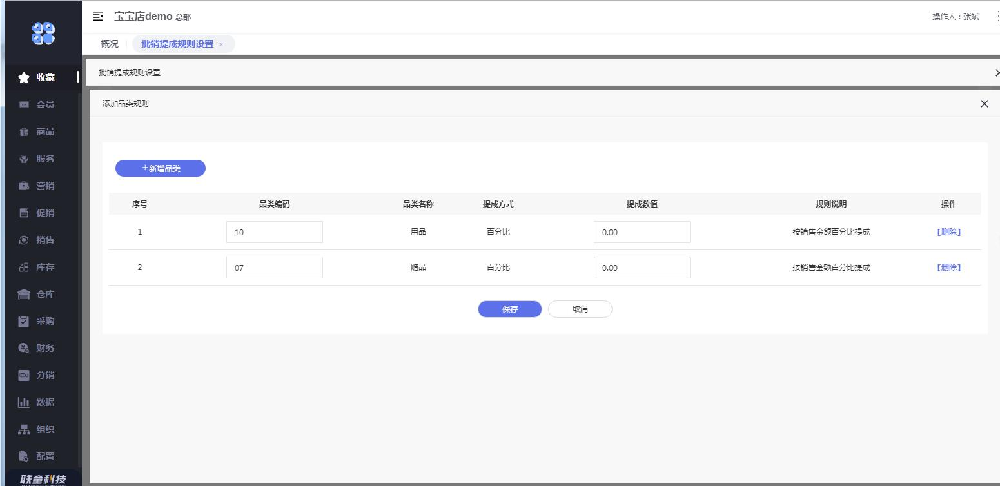 宝宝店demo 总部
操作人：张斌
概况
批销提成规则设置 ×
收藏
会员
商品
服务
营销
促销
销售
库存
仓库
采购
财务
分销
数据
组织
配置
联童科技
批销提成规则设置
添加品类规则
+新增品类
序号 品类编码 品类名称 提成方式 提成数值 规则说明 操作
1 10 用品 百分比 0.00 按销售金额百分比提成 【删除】
2 07 赠品 百分比 0.00 按销售金额百分比提成 【删除】
保存 取消